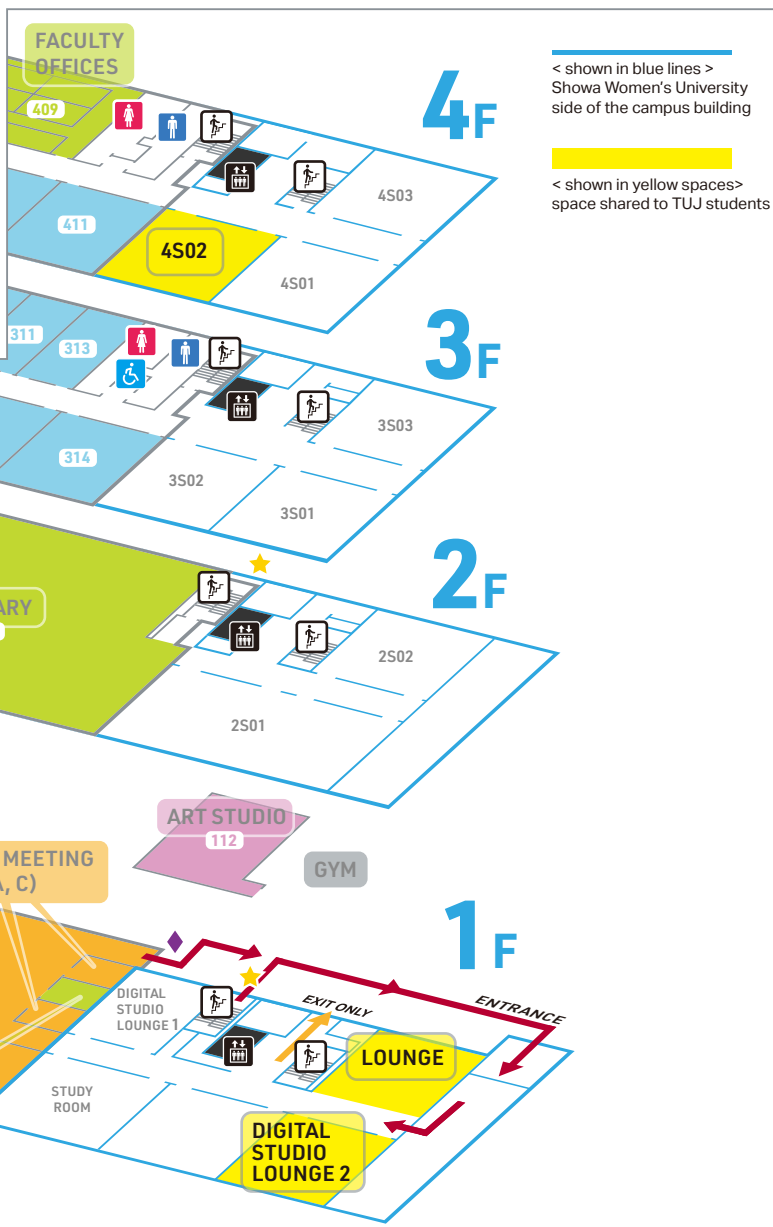 FACULTY
OFFICES
409
4F
< shown in blue lines >
Showa Women's University
side of the campus building
< shown in yellow spaces>
space shared to TUJ students
4S03
411
4S02
4S01
3F
311
313
3S03
314
3S02
3S01
2F
ARY
2S02
2S01
ART STUDIO
112
GYM
MEETING
A, C)
1F
DIGITAL
STUDIO
LOUNGE 1
EXIT ONLY
ENTRANCE
LOUNGE
STUDY
ROOM
DIGITAL
STUDIO
LOUNGE 2